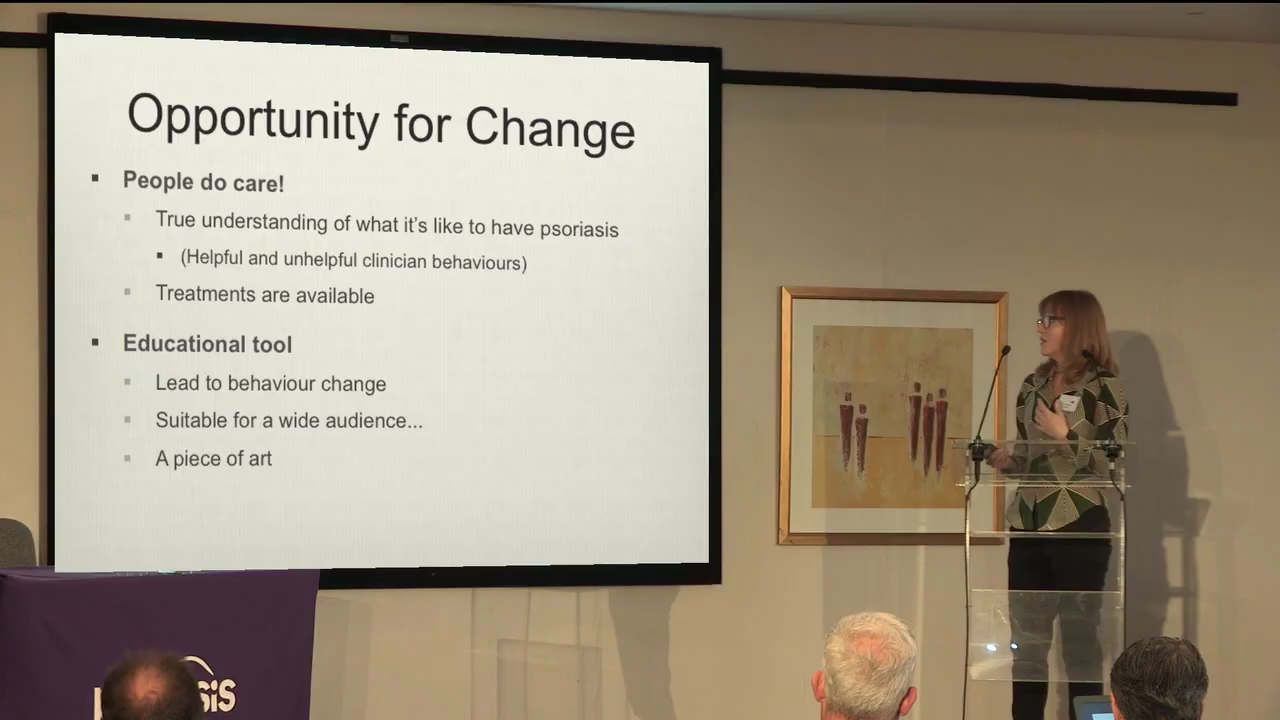 Opportunity for Change
People do care!
True understanding of what it's like to have psoriasis
(Helpful and unhelpful clinician behaviours)
Treatments are available
Educational tool
Lead to behaviour change
Suitable for a wide audience...
A piece of art